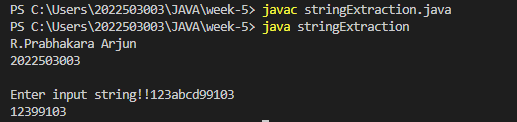 PS C:\Users\2022503003\JAVA\week-5> javac stringExtraction.java
PS C:\Users\2022503003\JAVA\week-5> java stringExtraction
R.Prabhakara Arjun
2022503003
Enter input string!!123abcd99103
12399103